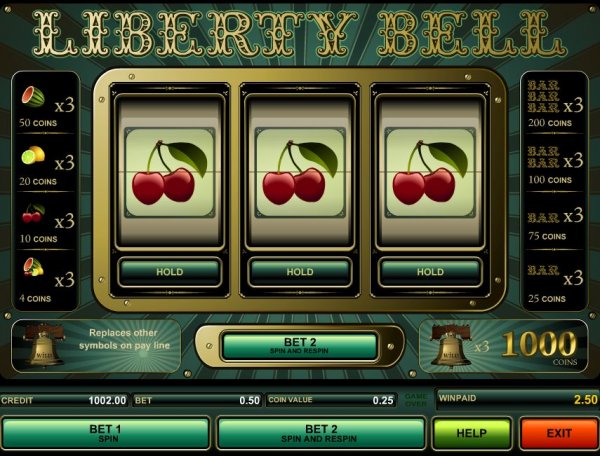 LIBERTY BELL
x3
50 COINS
x3
20 COINS
x3
10 COINS
x3
4 COINS
HOLD
HOLD
HOLD
BAR
BAR
BAR
x3
200 COINS
BAR
BAR
x3
100 COINS
BAR x3
75 COINS
BAR x3
25 COINS
WILD
Replaces other
symbols on pay line
BET 2
SPIN AND RESPIN
WILD
x3
1000
COINS
CREDIT 1002.00 BET 0.50 COIN VALUE 0.25 GAME OVER WINPAID 2.50
BET 1
SPIN
BET 2
SPIN AND RESPIN
HELP
EXIT